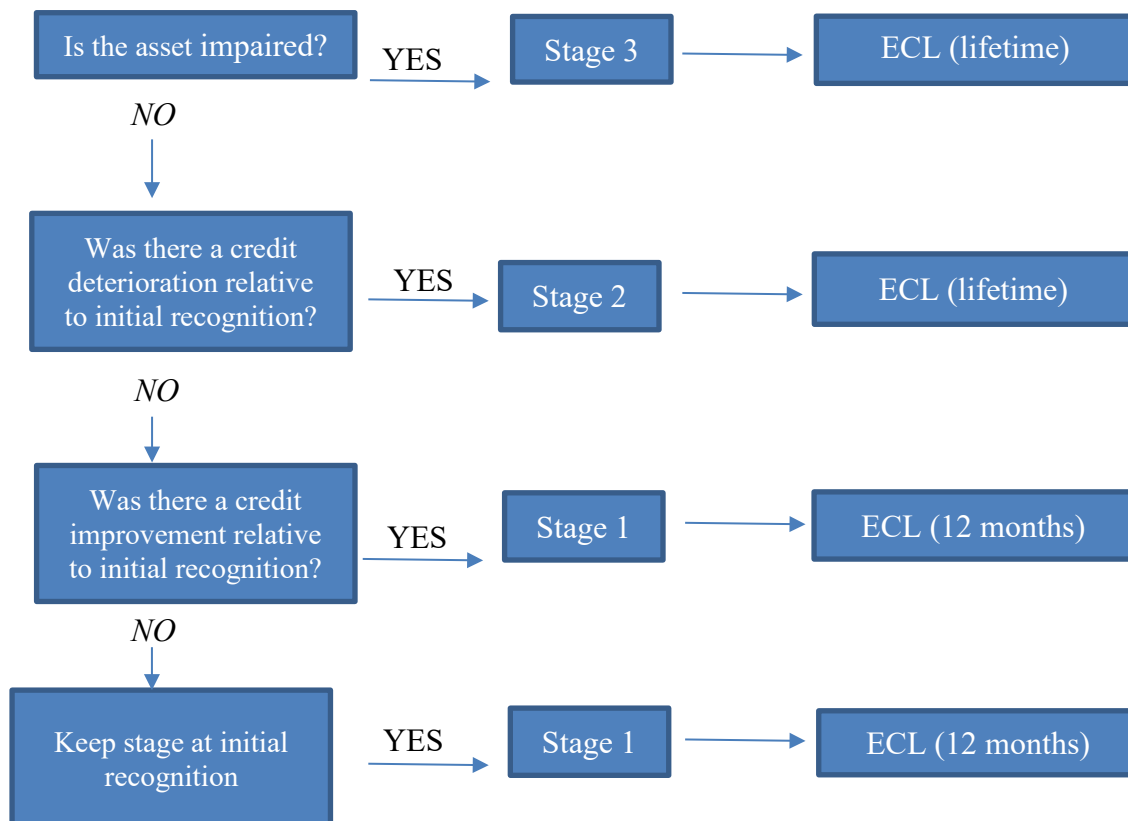 Is the asset impaired?
YES
Stage 3
ECL (lifetime)
NO
Was there a credit
deterioration relative
to initial recognition?
YES
Stage 2
ECL (lifetime)
NO
Was there a credit
improvement relative
to initial recognition?
YES
Stage 1
ECL (12 months)
NO
Keep stage at initial
recognition
YES
Stage 1
ECL (12 months)